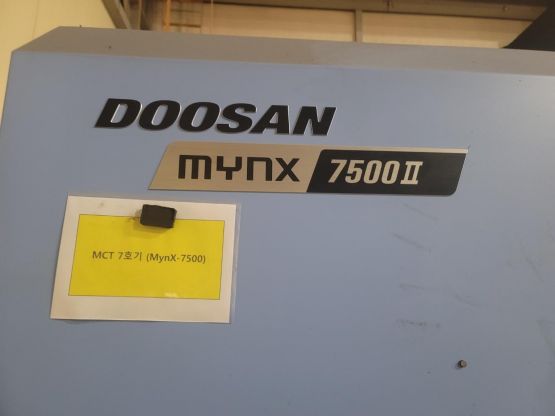 DOOSAN
mynx 7500II
MCT 7호기 (MynX-7500)